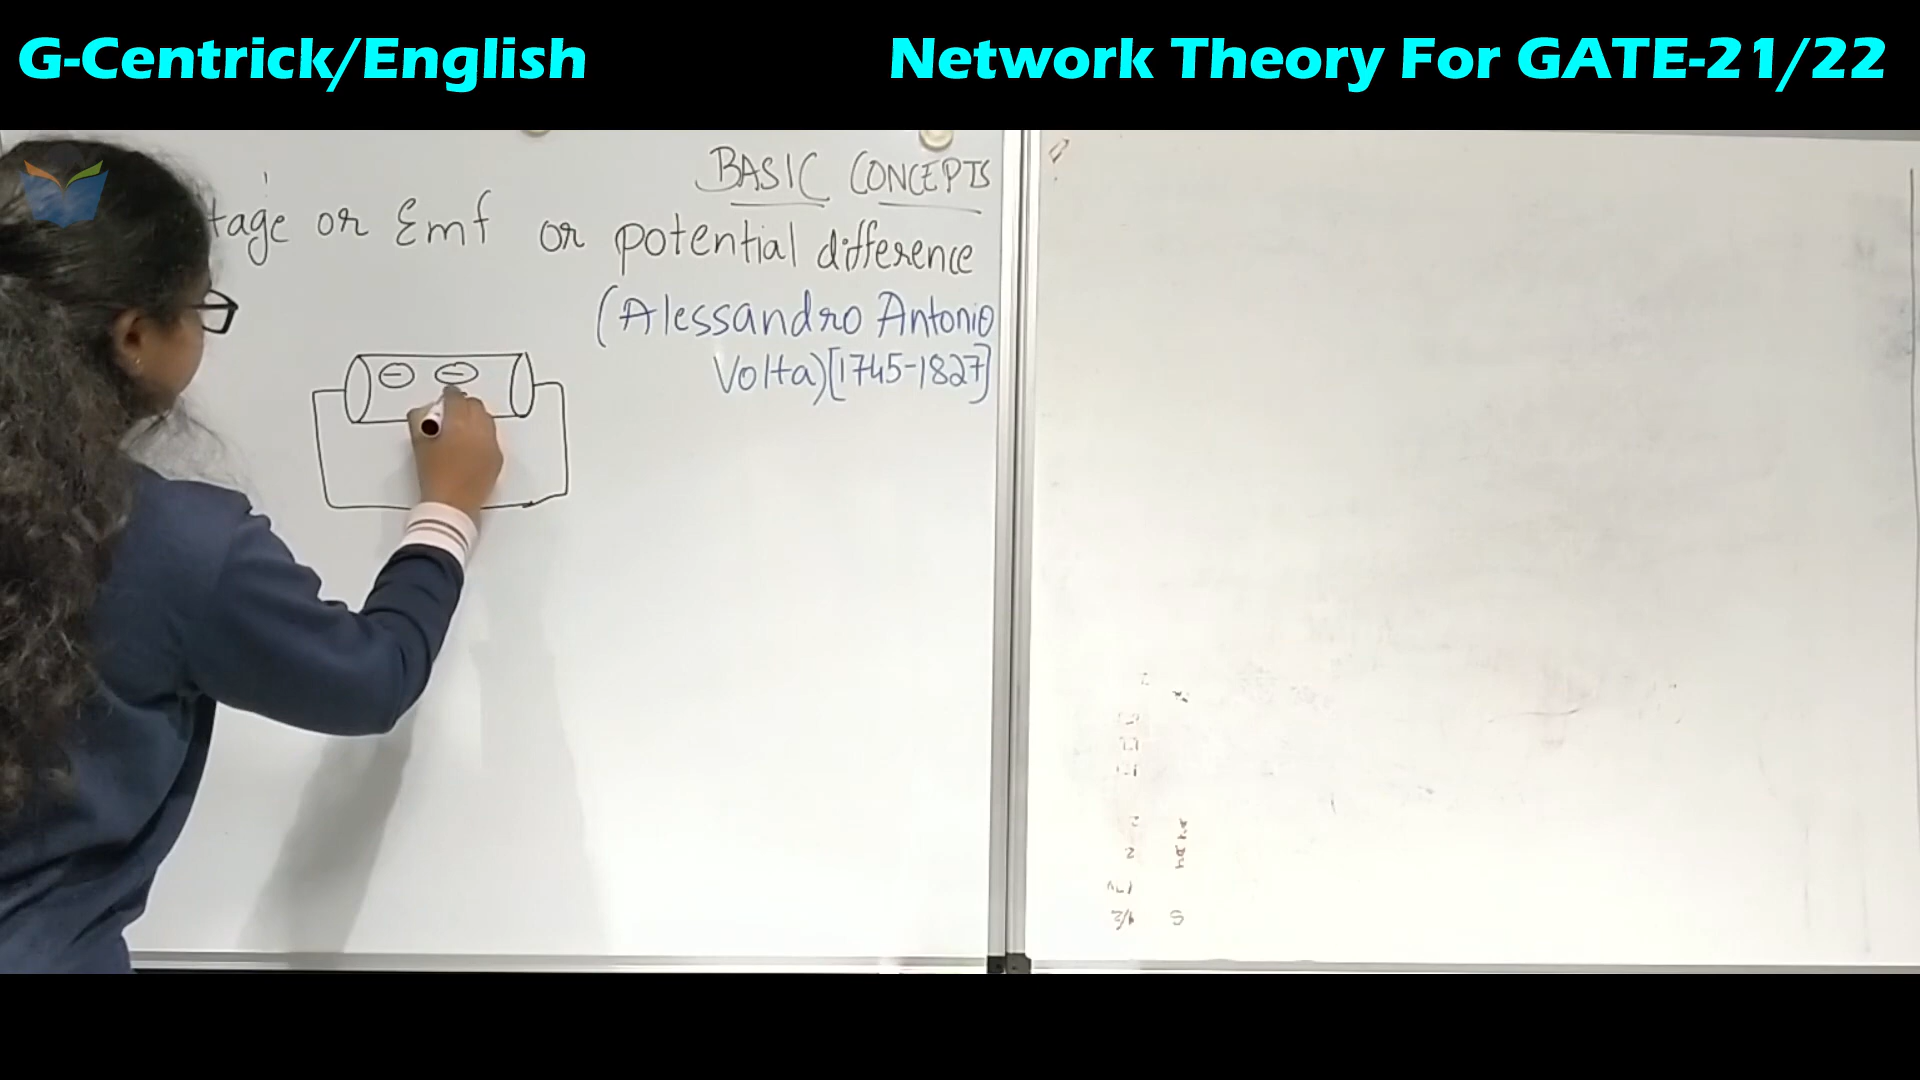 G-Centrick/English
Network Theory For GATE-21/22
BASIC CONCEPTS
tage or Emf or potential difference
(Alessandro Antonio
Volta)[1745-1827]